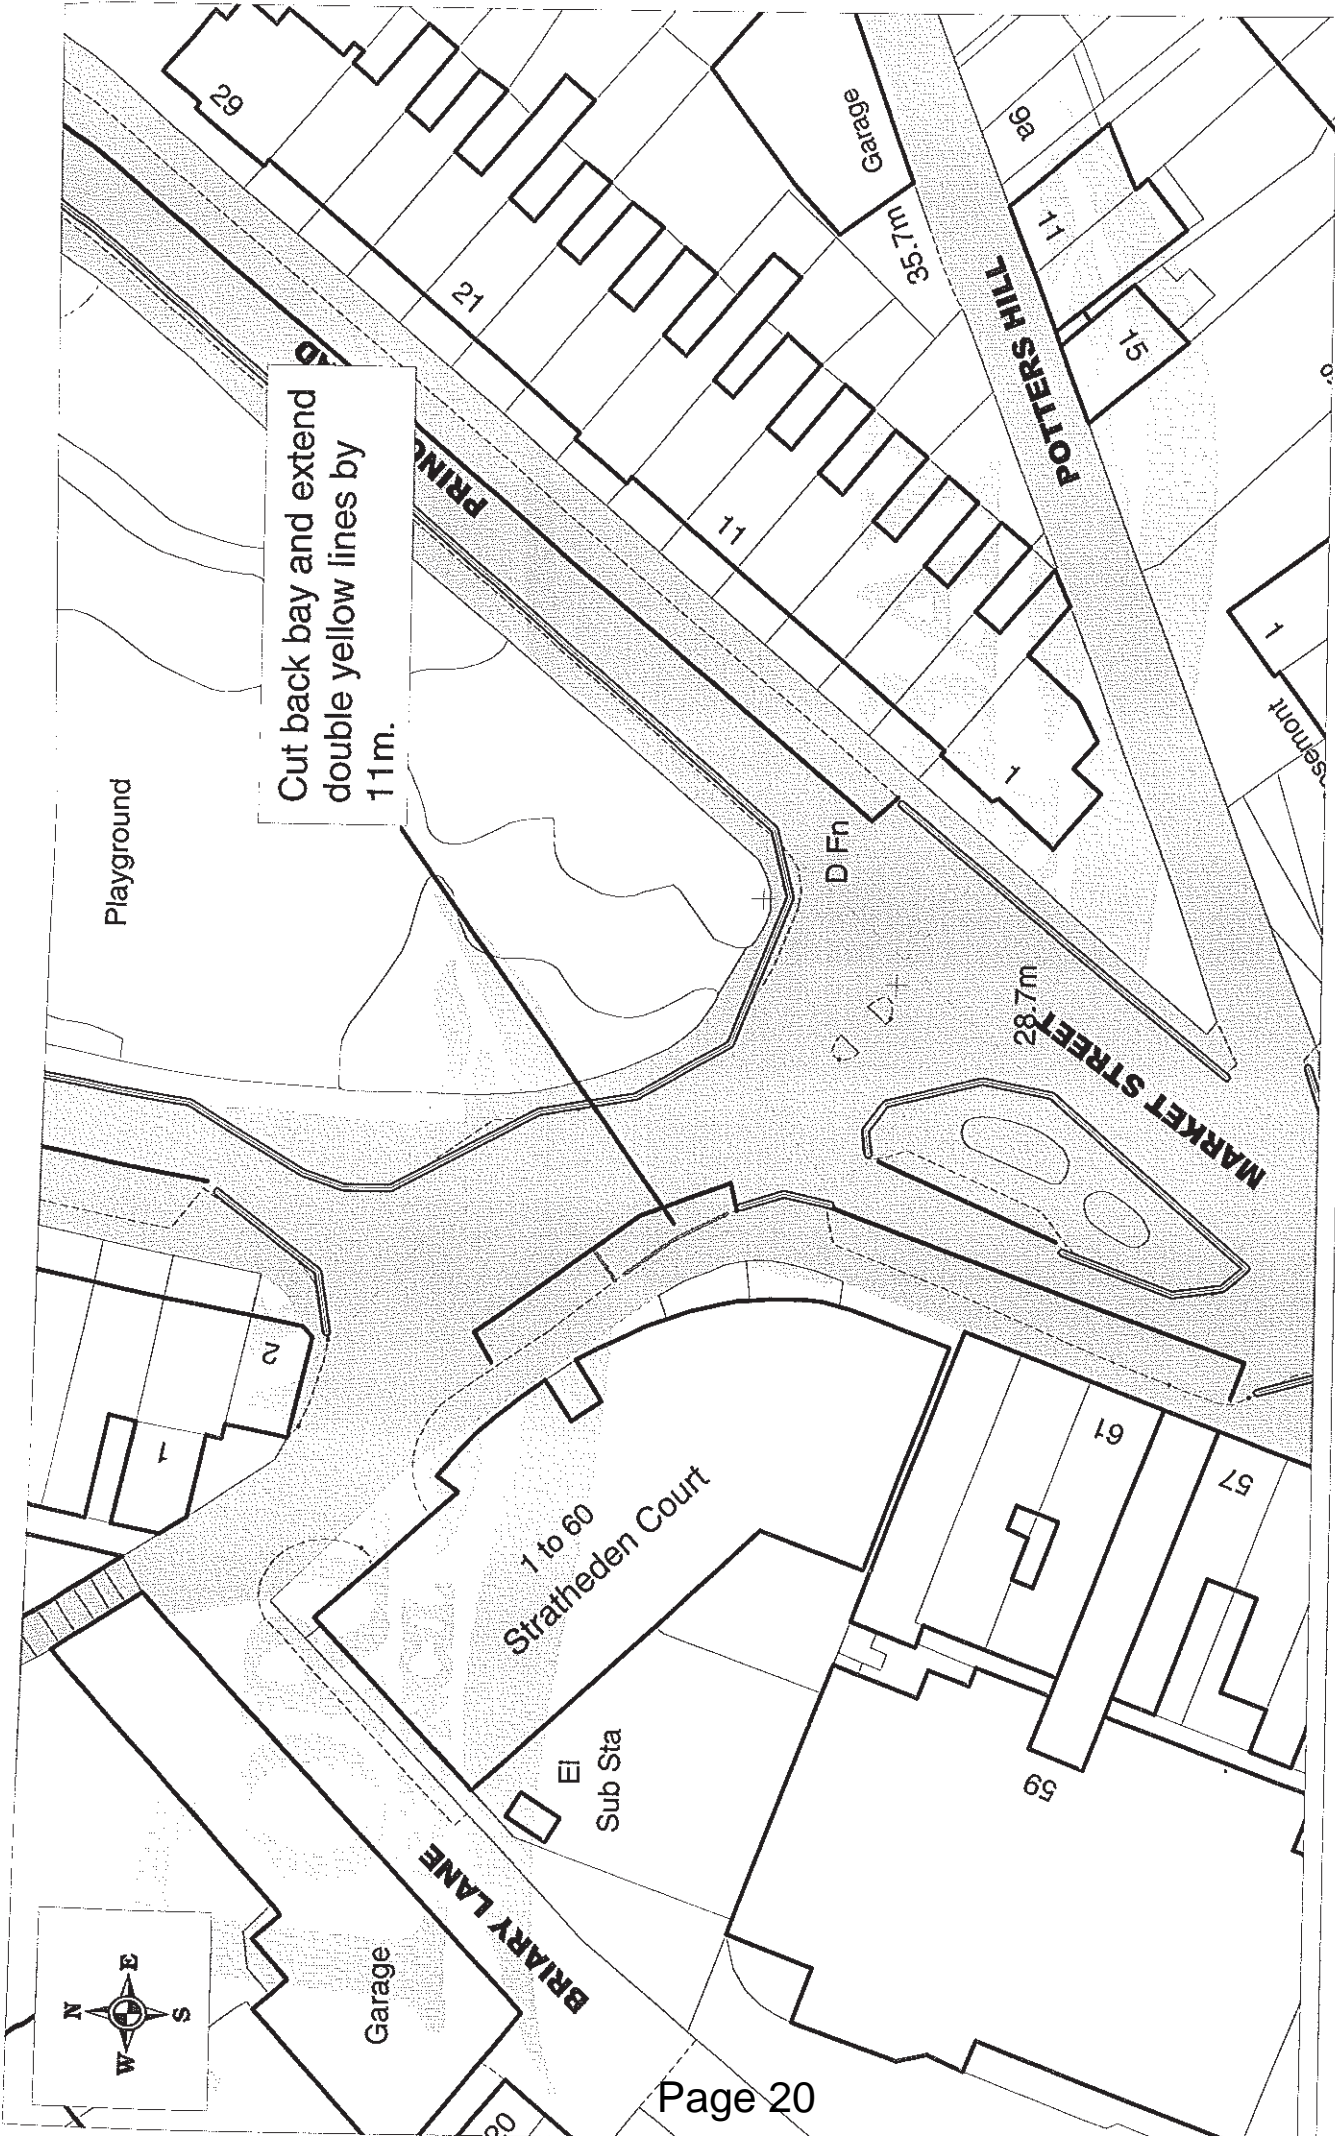 29
21
11
1
Garage
35.7m
9a
11
15
POTTERS HILL
1
Cut back bay and extend
double yellow lines by
11m.
Playground
D Fn
28.7m
MARKET STREET
2
1
1 to 60
Stratheden Court
61
57
59
El
Sub Sta
BRIARY LANE
Garage
20
N
W E
S
Page 20